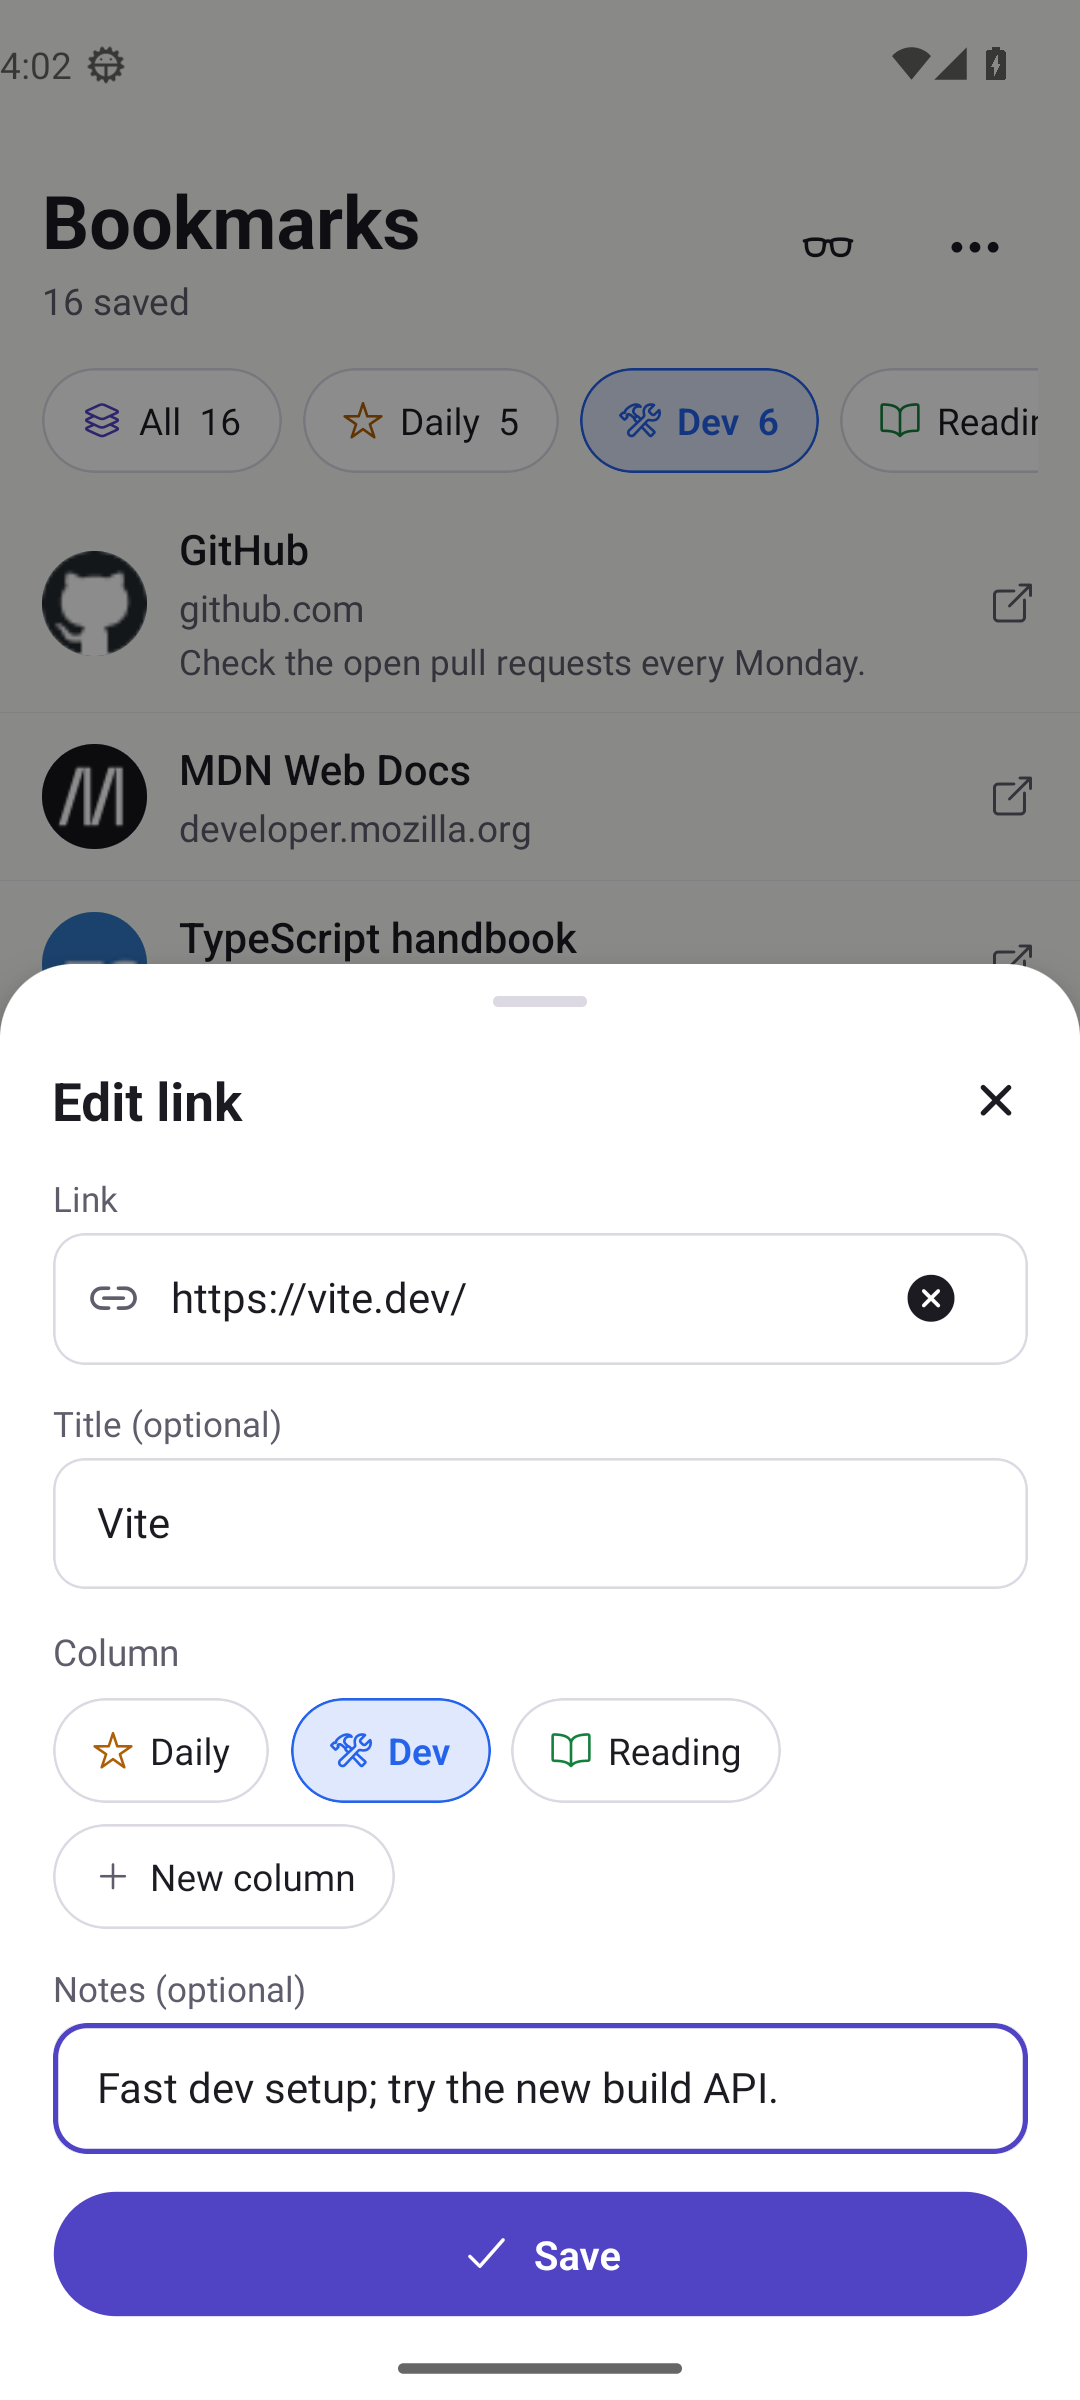 4:02
Bookmarks
16 saved
All 16
Daily 5
Dev 6
Readin
GitHub
github.com
Check the open pull requests every Monday.
MDN Web Docs
developer.mozilla.org
TypeScript handbook
Edit link
Link
https://vite.dev/
Title (optional)
Vite
Column
Daily
Dev
Reading
New column
Notes (optional)
Fast dev setup; try the new build API.
Save